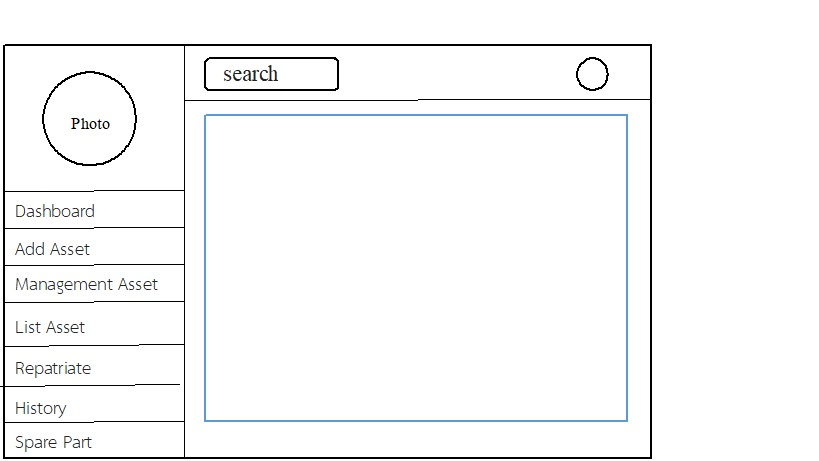 search
Photo
Dashboard
Add Asset
Management Asset
List Asset
Repatriate
History
Spare Part